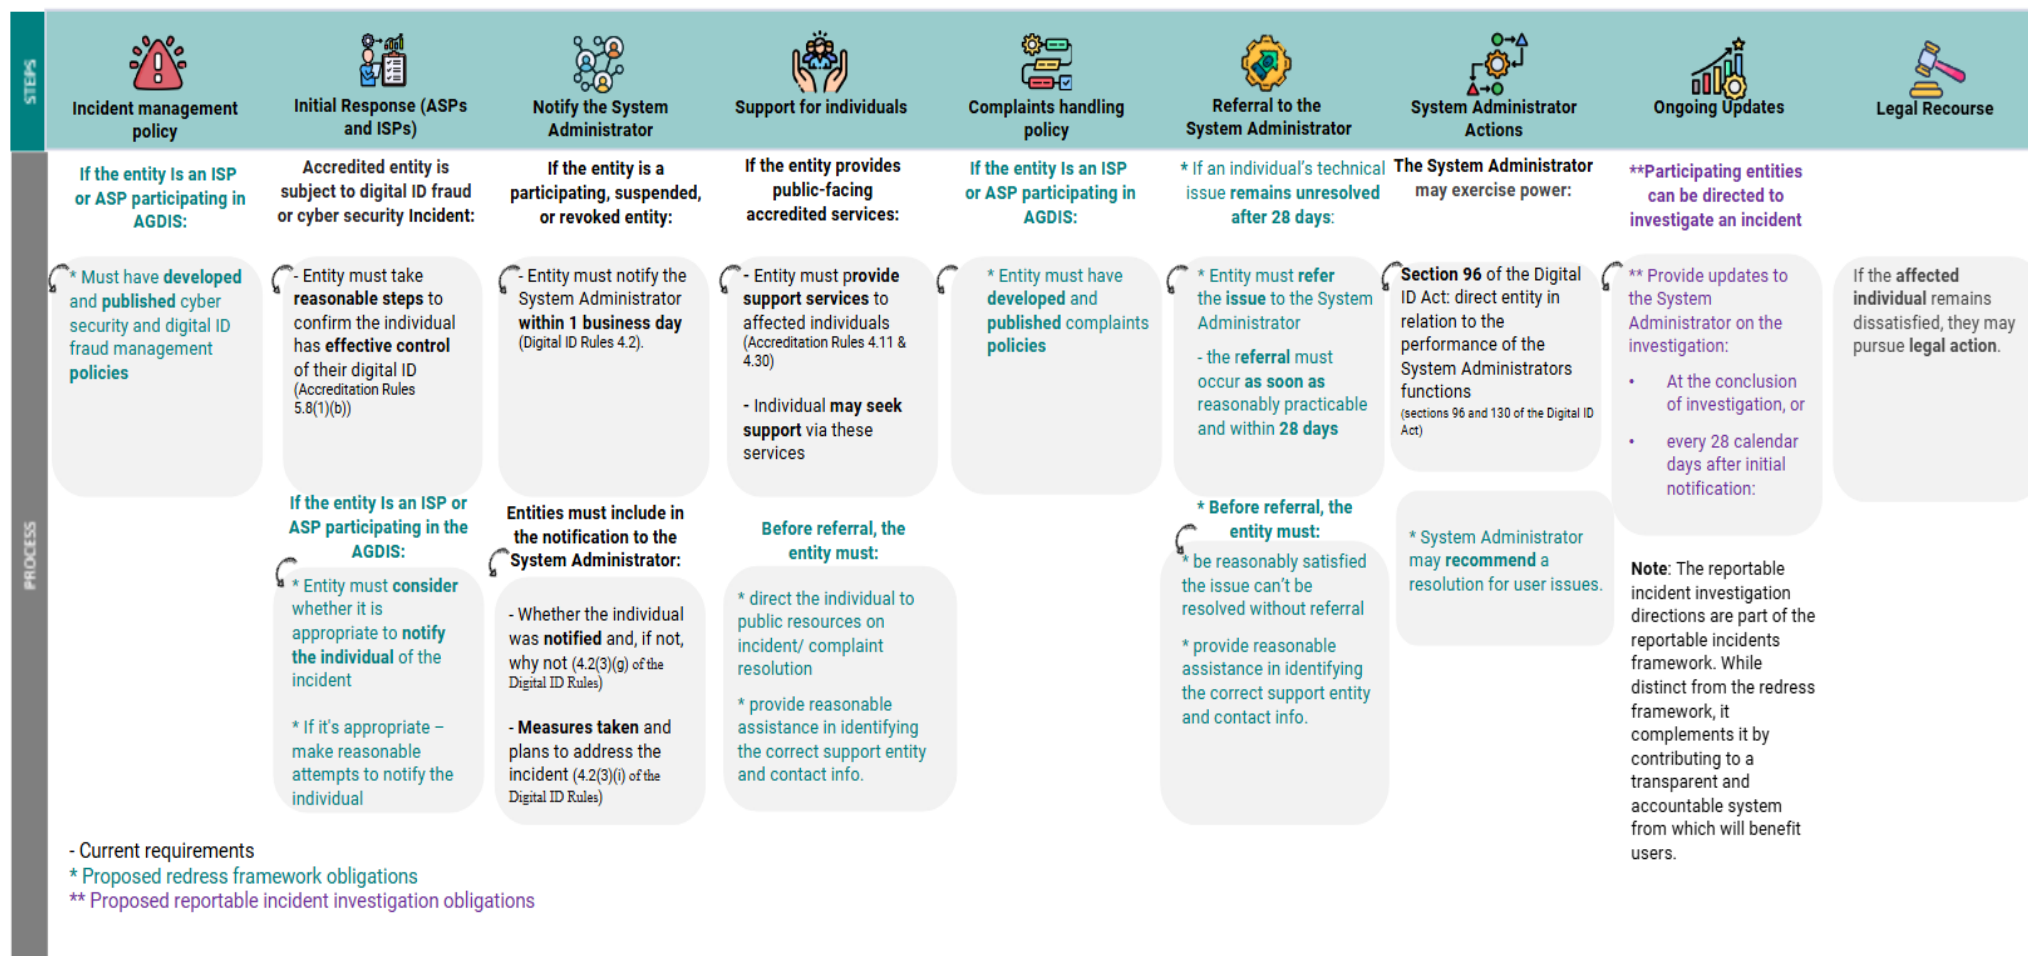 STEPS
Incident management
policy
Initial Response (ASPs
and ISPs)
Notify the System
Administrator
Support for individuals
Complaints handling
policy
Referral to the
System Administrator
System Administrator
Actions
Ongoing Updates
Legal Recourse
PROCESS
If the entity Is an ISP
or ASP participating in
AGDIS:
* Must have developed
and published cyber
security and digital ID
fraud management
policies
Accredited entity is
subject to digital ID fraud
or cyber security Incident:
- Entity must take
reasonable steps to
confirm the individual
has effective control
of their digital ID
(Accreditation Rules
5.8(1)(b))
If the entity Is an ISP or
ASP participating in the
AGDIS:
* Entity must consider
whether it is
appropriate to notify
the individual of the
incident
* If it's appropriate –
make reasonable
attempts to notify the
individual
If the entity is a
participating, suspended,
or revoked entity:
- Entity must notify the
System Administrator
within 1 business day
(Digital ID Rules 4.2).
Entities must include in
the notification to the
System Administrator:
- Whether the individual
was notified and, if not,
why not (4.2(3)(g) of the
Digital ID Rules)
- Measures taken and
plans to address the
incident (4.2(3)(i) of the
Digital ID Rules)
If the entity provides
public-facing
accredited services:
- Entity must provide
support services to
affected individuals
(Accreditation Rules 4.11 &
4.30)
- Individual may seek
support via these
services
Before referral, the
entity must:
* direct the individual to
public resources on
incident/ complaint
resolution
* provide reasonable
assistance in identifying
the correct support entity
and contact info.
If the entity Is an ISP
or ASP participating in
AGDIS:
* Entity must have
developed and
published complaints
policies
* If an individual's technical
issue remains unresolved
after 28 days:
* Entity must refer
the issue to the System
Administrator
- the referral must
occur as soon as
reasonably practicable
and within 28 days
* Before referral, the
entity must:
* be reasonably satisfied
the issue can't be
resolved without referral
* provide reasonable
assistance in identifying
the correct support entity
and contact info.
The System Administrator
may exercise power:
Section 96 of the Digital
ID Act: direct entity in
relation to the
performance of the
System Administrators
functions
(sections 96 and 130 of the Digital ID
Act)
* System Administrator
may recommend a
resolution for user issues.
**Participating entities
can be directed to
investigate an incident
** Provide updates to
the System
Administrator on the
investigation:
• At the conclusion
of investigation, or
• every 28 calendar
days after initial
notification:
Note: The reportable
incident investigation
directions are part of the
reportable incidents
framework. While
distinct from the redress
framework, it
complements it by
contributing to a
transparent and
accountable system
from which will benefit
users.
If the affected
individual remains
dissatisfied, they may
pursue legal action.
- Current requirements
* Proposed redress framework obligations
** Proposed reportable incident investigation obligations